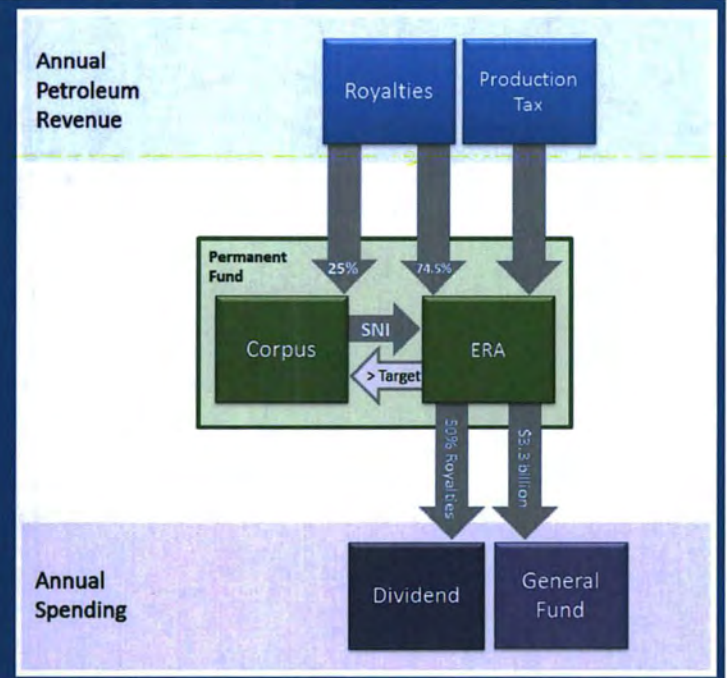 Annual
Petroleum
Revenue
Royalties
Production
Tax
Permanent
Fund
25%
74.5%
Corpus
SNI
ERA
> Target
50% Royalties
$3.3 billion
Annual
Spending
Dividend
General
Fund